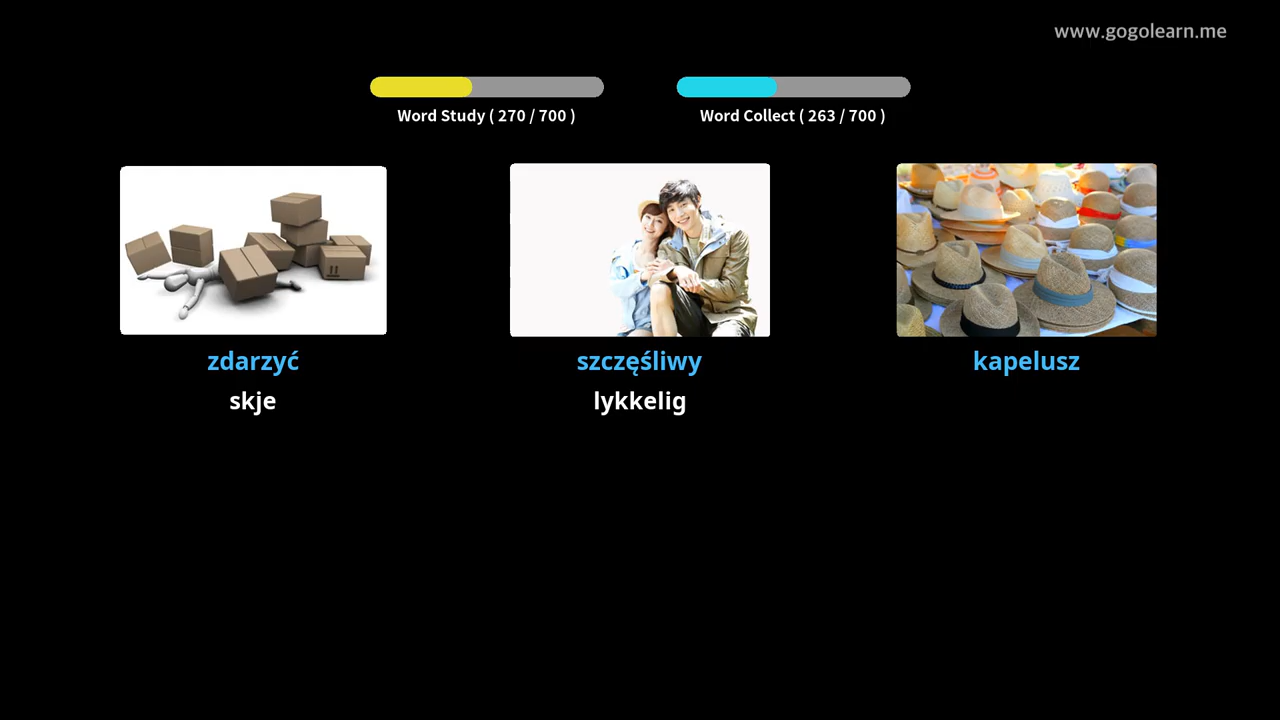 www.gogolearn.me
Word Study ( 270 / 700 )
Word Collect ( 263 / 700 )
zdarzyć
szczęśliwy
kapelusz
skje
lykkelig